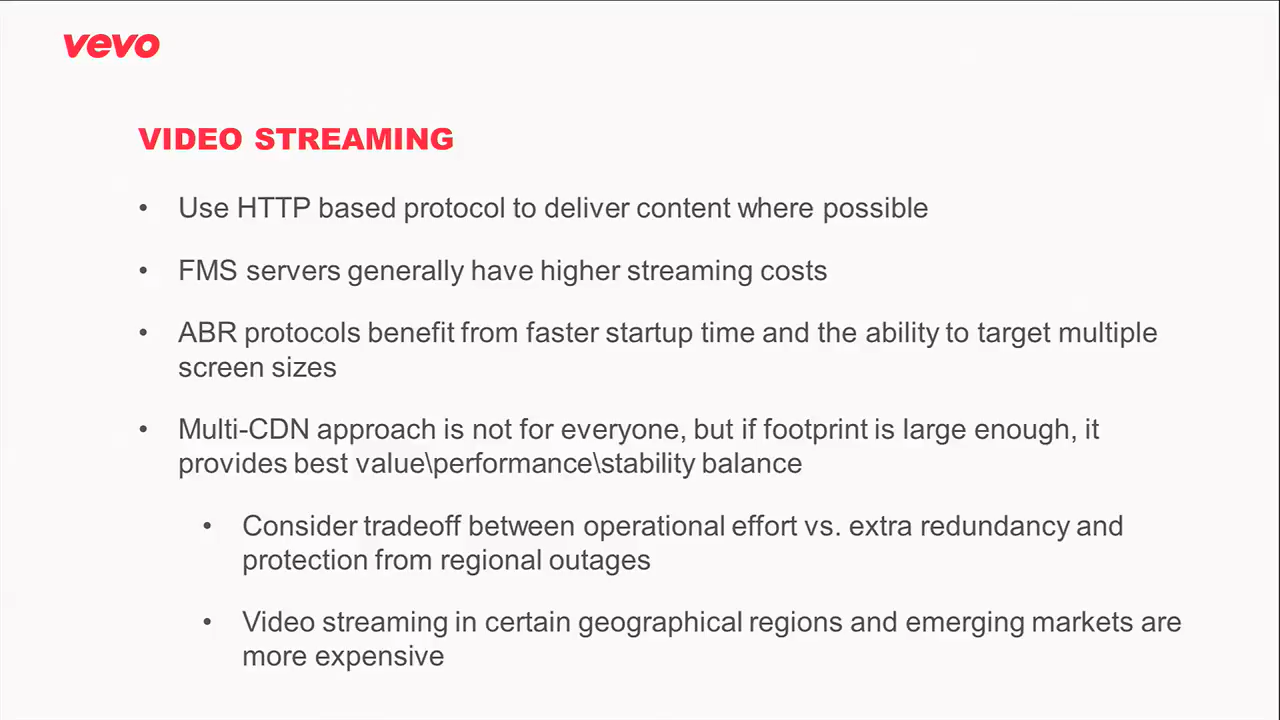 vevo
VIDEO STREAMING
• Use HTTP based protocol to deliver content where possible
• FMS servers generally have higher streaming costs
• ABR protocols benefit from faster startup time and the ability to target multiple
screen sizes
• Multi-CDN approach is not for everyone, but if footprint is large enough, it
provides best value\performance\stability balance
• Consider tradeoff between operational effort vs. extra redundancy and
protection from regional outages
• Video streaming in certain geographical regions and emerging markets are
more expensive